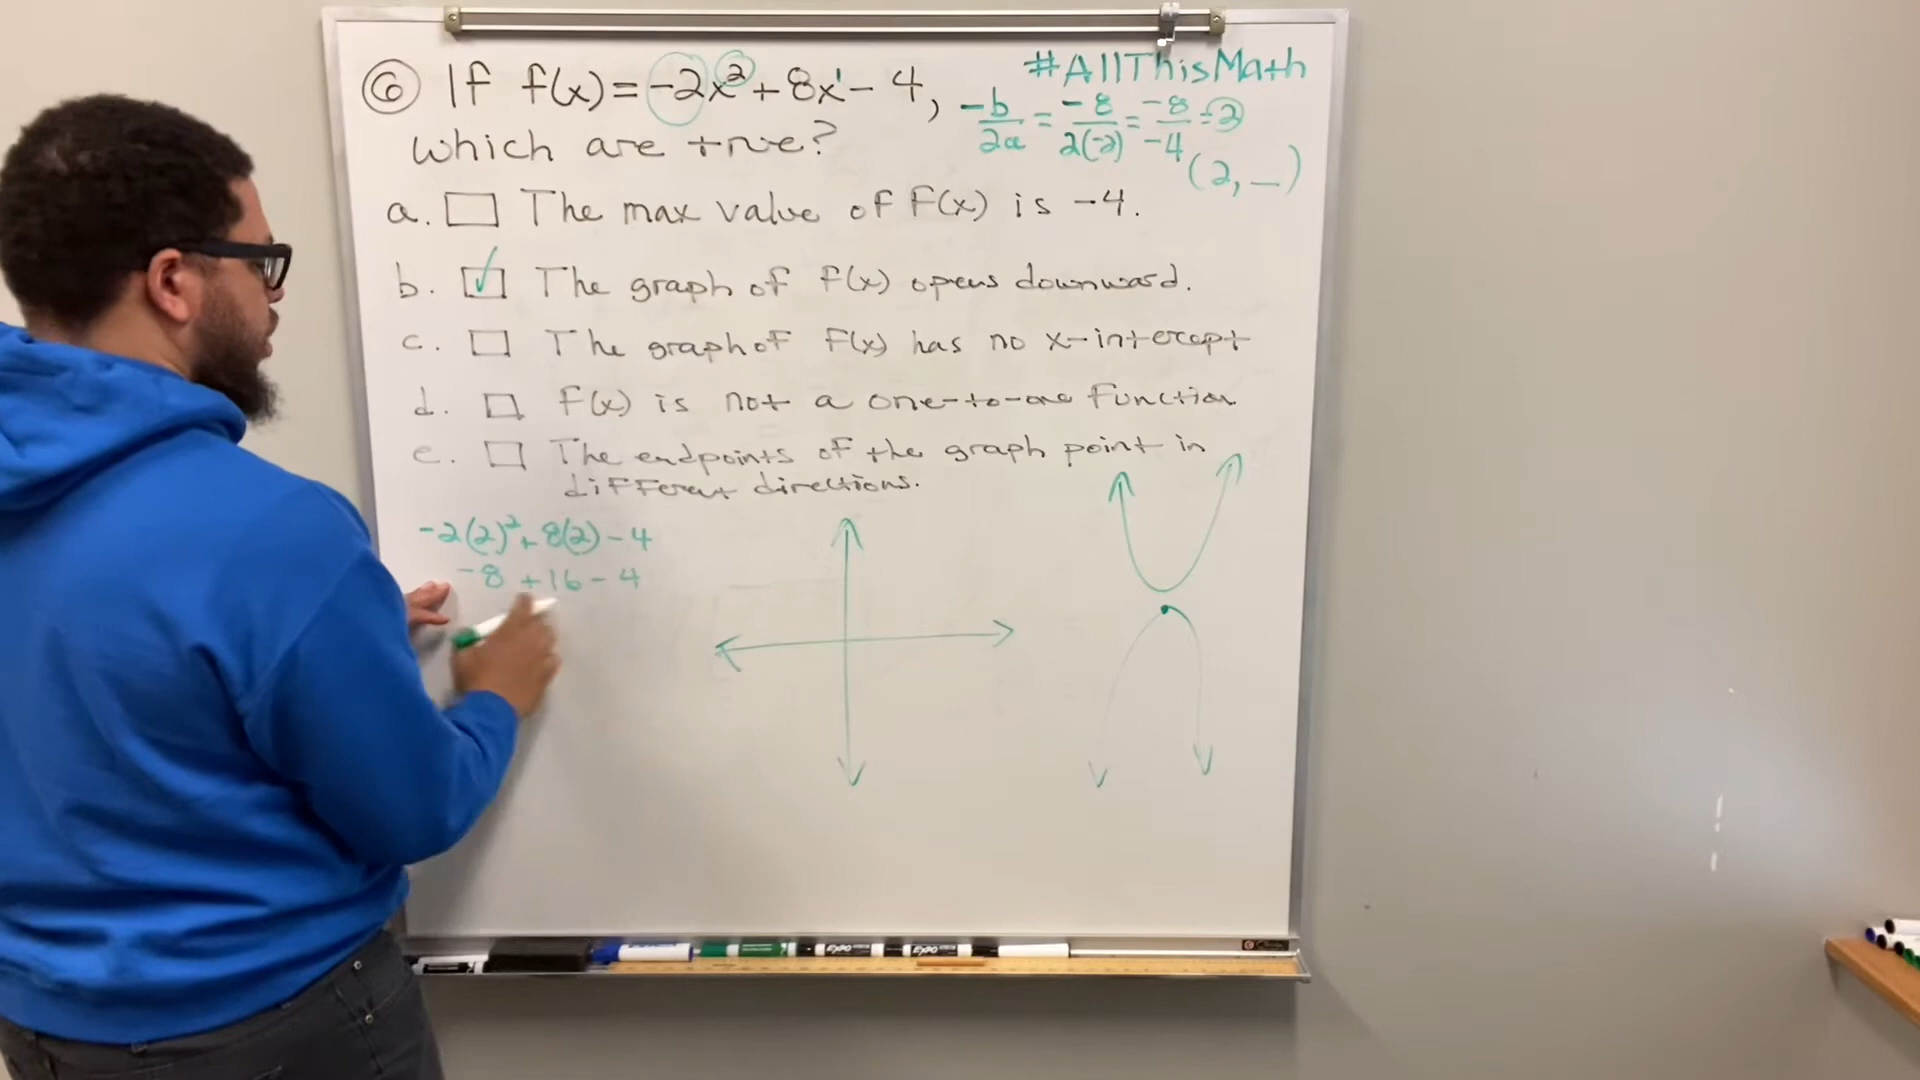 ⑥ If f(x) = -2x² + 8x¹ - 4,
which are true?
#AllThisMath
-b/2a = -8/2(-2) = -8/-4 = 2
(2, _)
a. ☐ The max value of f(x) is -4.
b. ☑ The graph of f(x) opens downward.
c. ☐ The graph of f(x) has no x-intercept
d. ☐ f(x) is not a one-to-one function
e. ☐ The endpoints of the graph point in
different directions.
-2(2)² + 8(2) - 4
-8 + 16 - 4
EXPO
EXPO